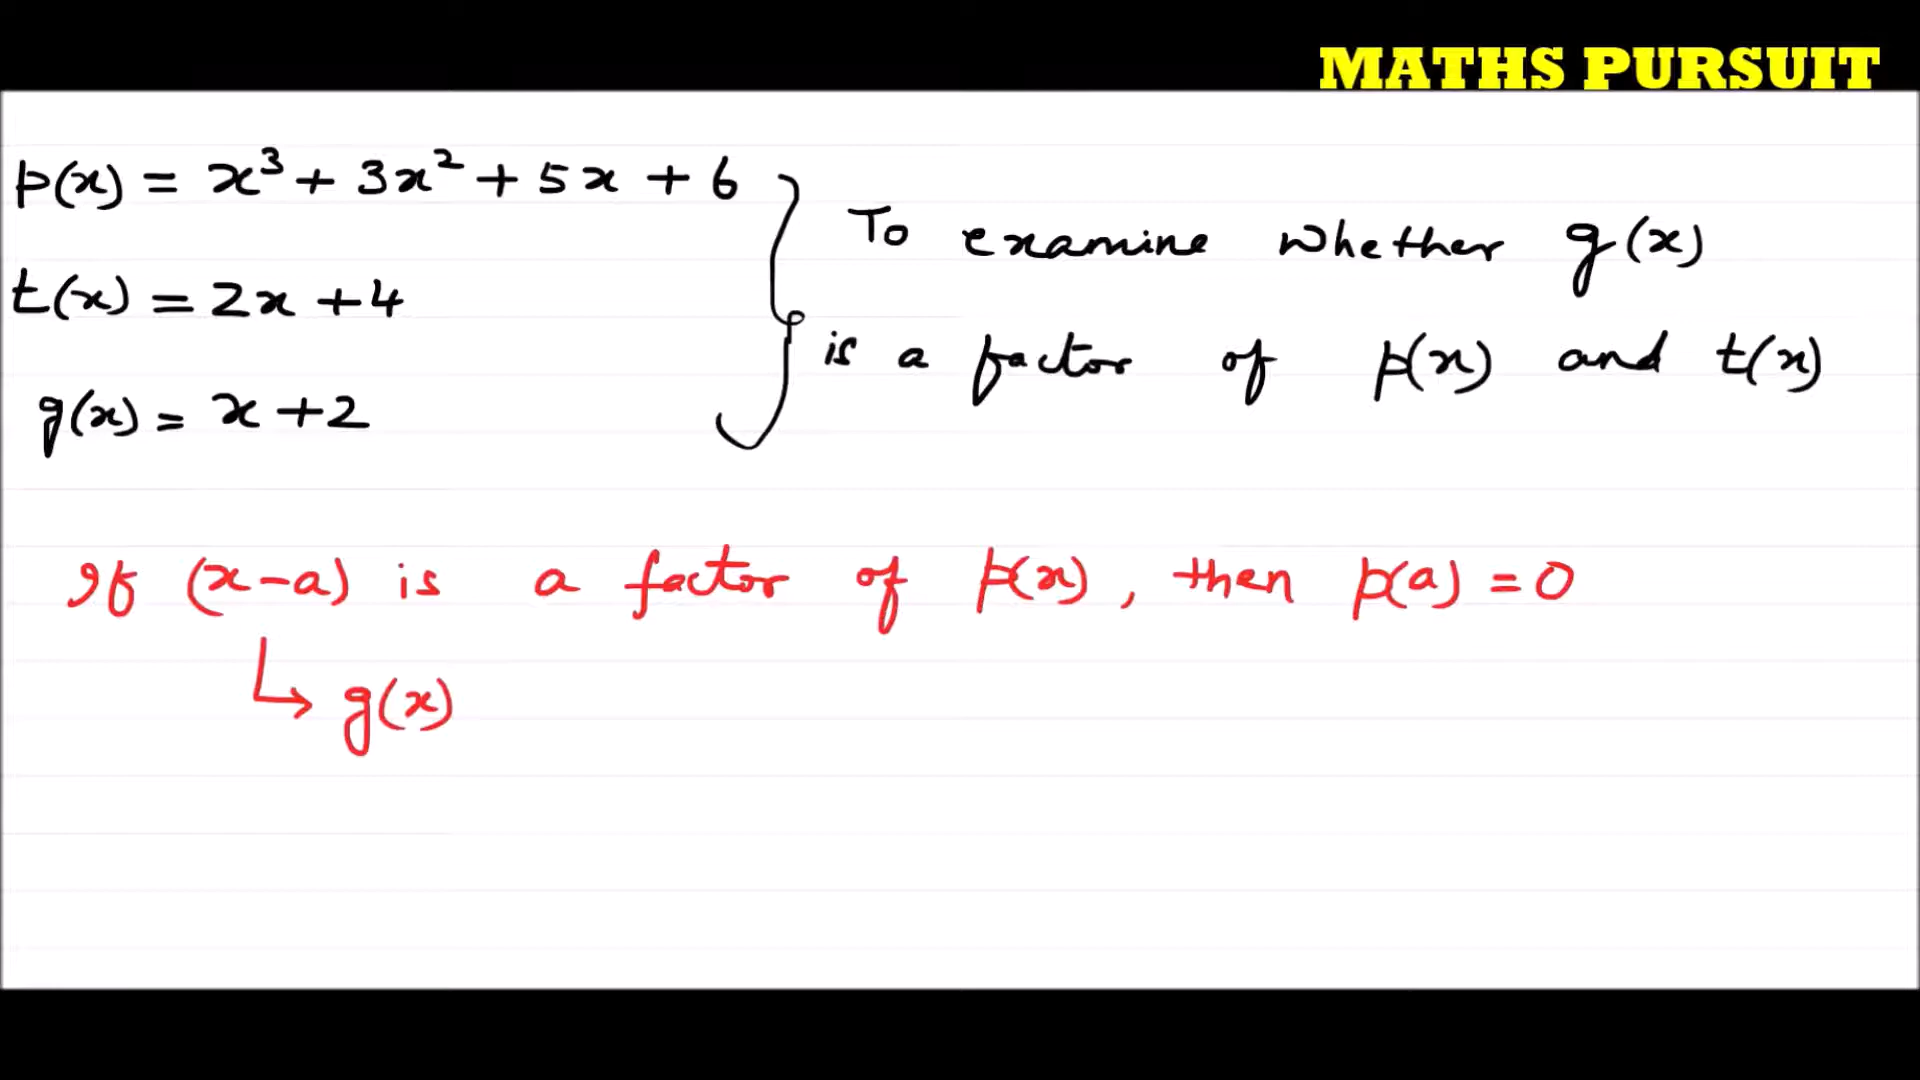 MATHS PURSUIT
p(x) = x³ + 3x² + 5x + 6
t(x) = 2x + 4
g(x) = x + 2
To examine whether g(x)
is a factor of p(x) and t(x)
If (x - a) is a factor of p(x), then p(a) = 0
↳ g(x)